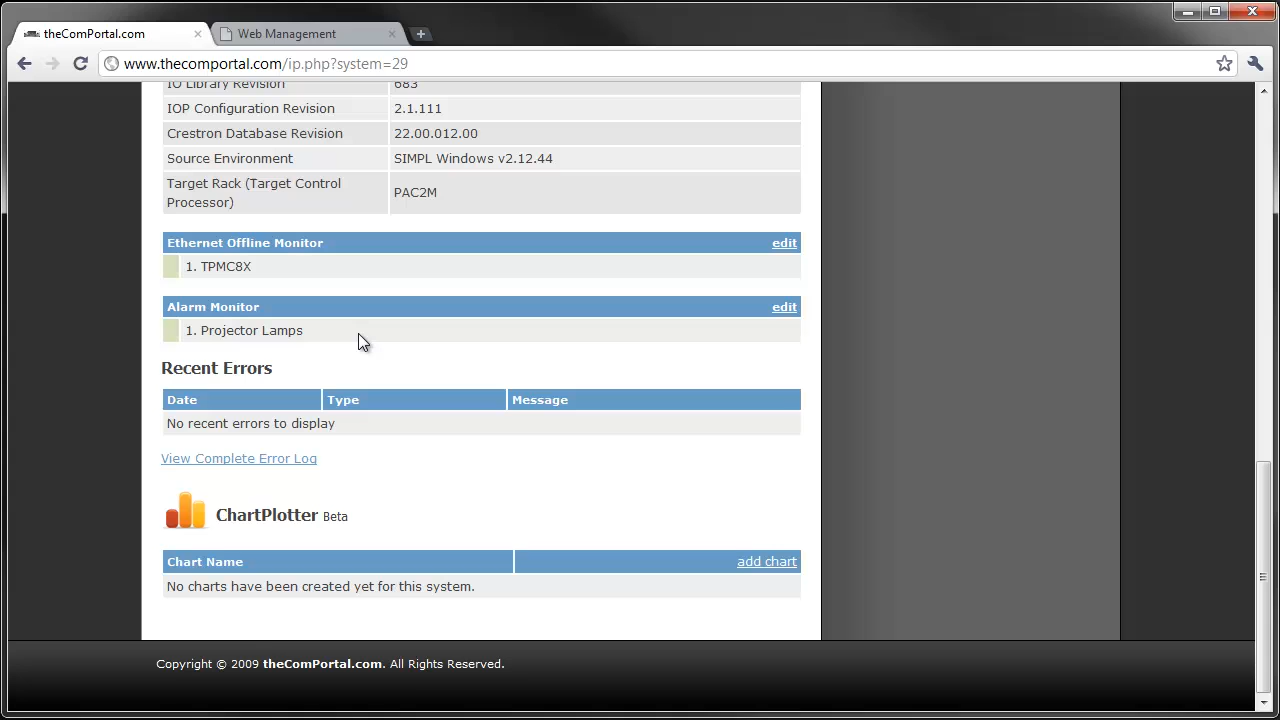 theComPortal.com
Web Management
www.thecomportal.com/ip.php?system=29
IO Library Revision 683
IOP Configuration Revision 2.1.111
Crestron Database Revision 22.00.012.00
Source Environment SIMPL Windows v2.12.44
Target Rack (Target Control
Processor) PAC2M
Ethernet Offline Monitor edit
1. TPMC8X
Alarm Monitor edit
1. Projector Lamps
Recent Errors
Date Type Message
No recent errors to display
View Complete Error Log
ChartPlotter Beta
Chart Name add chart
No charts have been created yet for this system.
Copyright © 2009 theComPortal.com. All Rights Reserved.